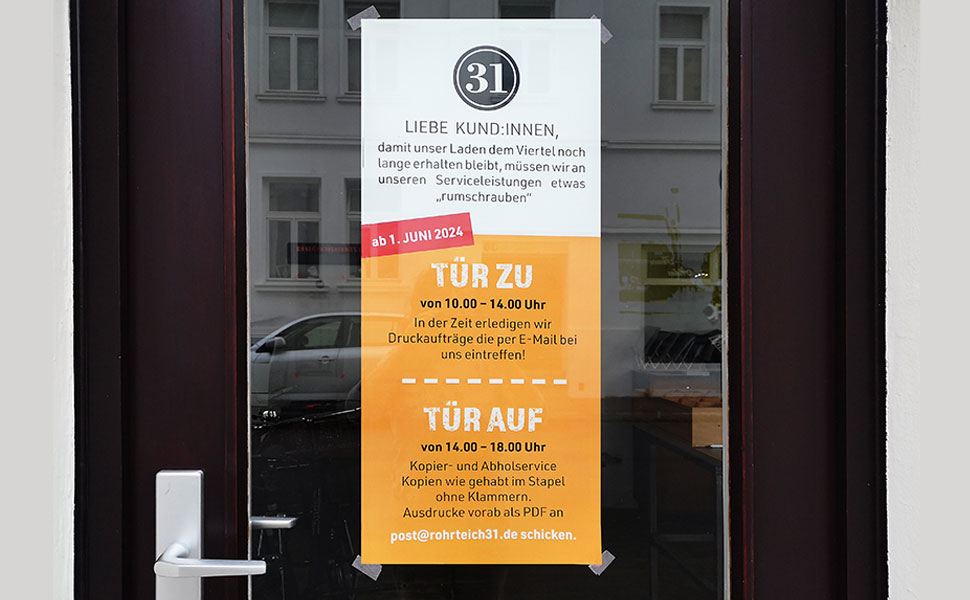 31
LIEBE KUND:INNEN,
damit unser Laden dem Viertel noch
lange erhalten bleibt, müssen wir an
unseren Serviceleistungen etwas
„rumschrauben“
ab 1. JUNI 2024
TÜR ZU
von 10.00 – 14.00 Uhr
In der Zeit erledigen wir
Druckaufträge die per E-Mail bei
uns eintreffen!
TÜR AUF
von 14.00 – 18.00 Uhr
Kopier- und Abholservice
Kopien wie gehabt im Stapel
ohne Klammern.
Ausdrucke vorab als PDF an
post@rohrteich31.de schicken.